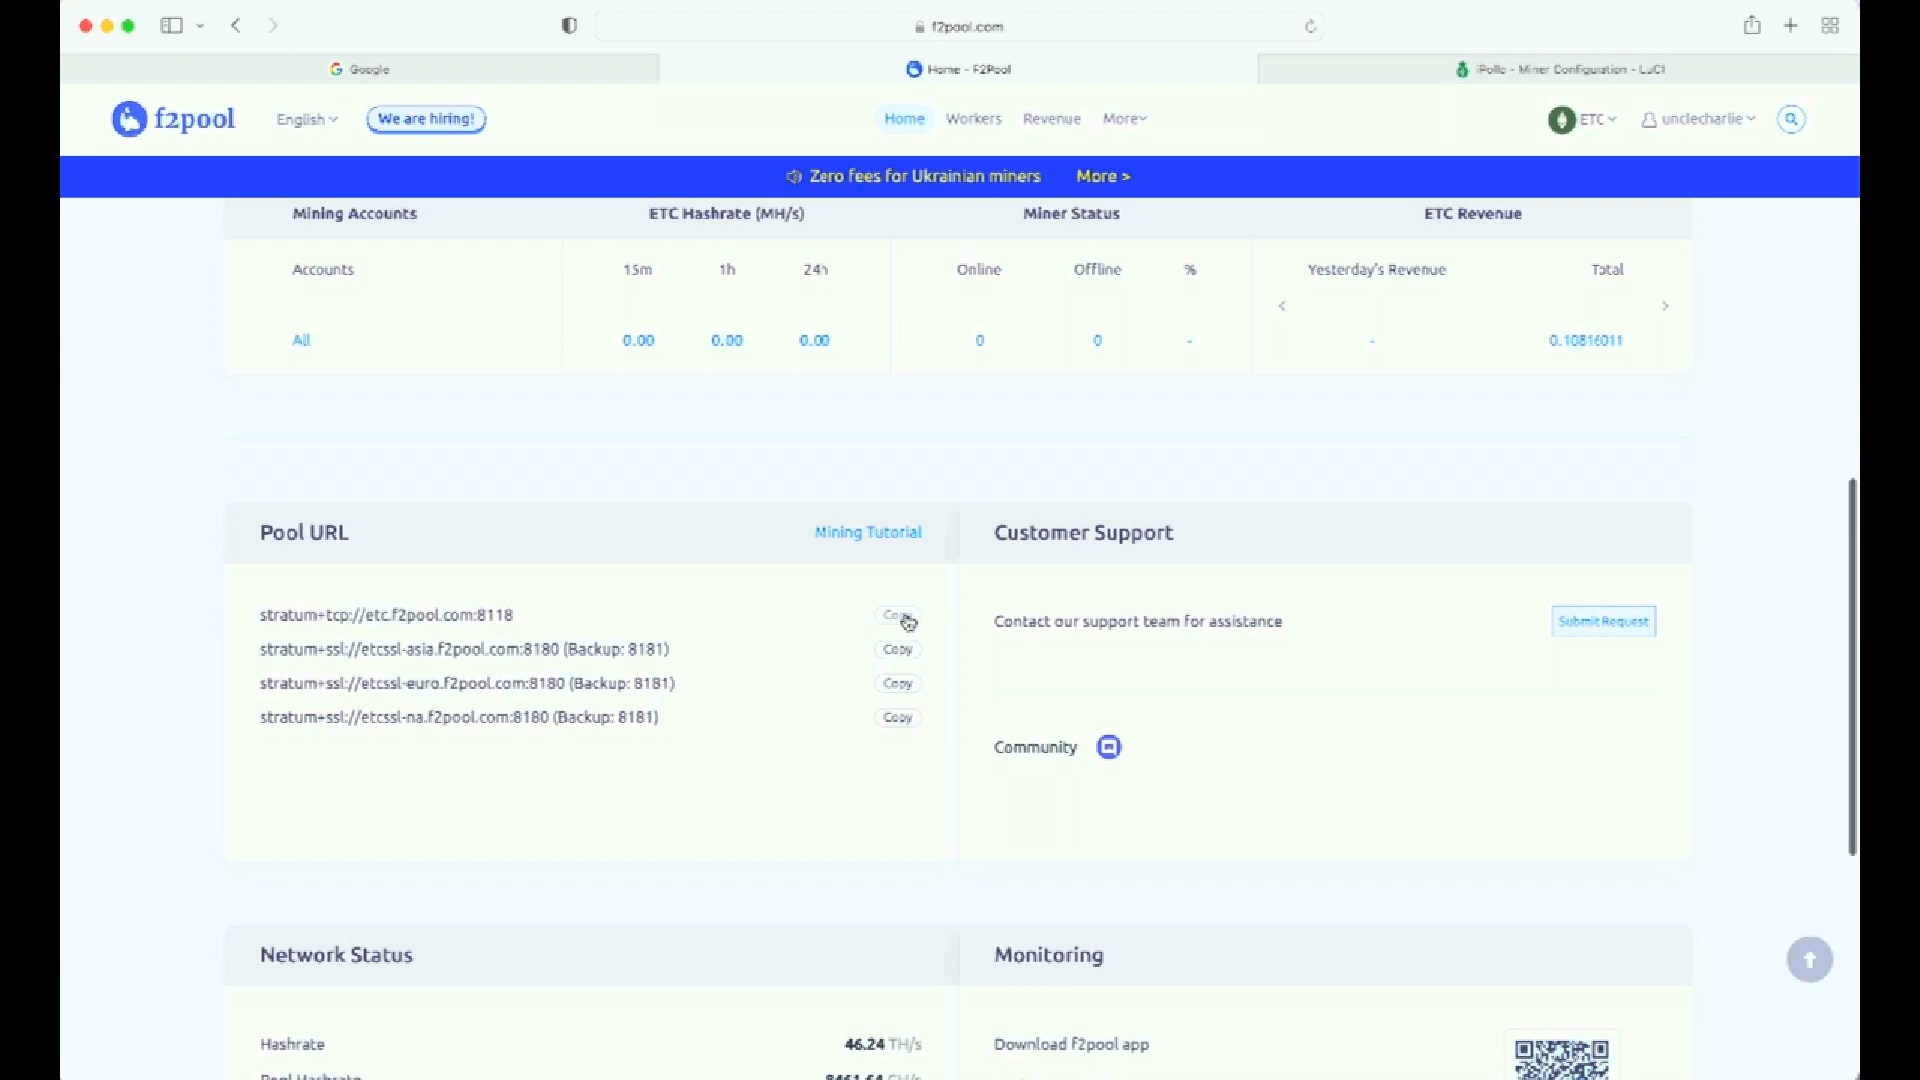 f2pool.com
Google
Home - F2Pool
iPollo - Miner Configuration - LuCI
f2pool
English
We are hiring!
Home
Workers
Revenue
More
ETC
unclecharlie
Zero fees for Ukrainian miners
More >
Mining Accounts
ETC Hashrate (MH/s)
Miner Status
ETC Revenue
Accounts
15m
1h
24h
Online
Offline
%
Yesterday's Revenue
Total
All
0.00
0.00
0.00
0
0
-
-
0.10816011
Pool URL
Mining Tutorial
Customer Support
stratum+tcp://etc.f2pool.com:8118
Copy
stratum+ssl://etcssl-asia.f2pool.com:8180 (Backup: 8181)
Copy
stratum+ssl://etcssl-euro.f2pool.com:8180 (Backup: 8181)
Copy
stratum+ssl://etcssl-na.f2pool.com:8180 (Backup: 8181)
Copy
Contact our support team for assistance
Submit Request
Community
Network Status
Monitoring
Hashrate
46.24 TH/s
Download f2pool app
Pool Hashrate
8461.64 GH/s